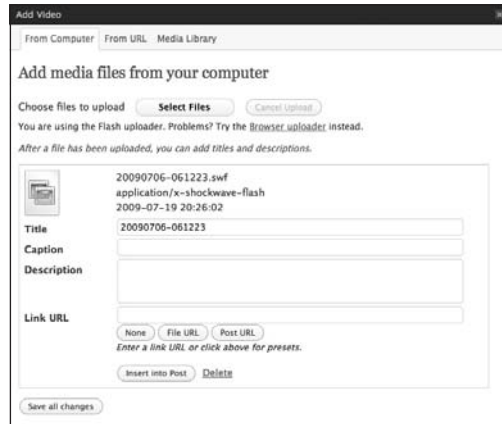 Add Video
From Computer From URL Media Library
Add media files from your computer
Choose files to upload Select Files Cancel Upload
You are using the Flash uploader. Problems? Try the Browser uploader instead.
After a file has been uploaded, you can add titles and descriptions.
20090706-061223.swf
application/x-shockwave-flash
2009-07-19 20:26:02
Title 20090706-061223
Caption
Description
Link URL
None File URL Post URL
Enter a link URL or click above for presets.
Insert into Post Delete
Save all changes